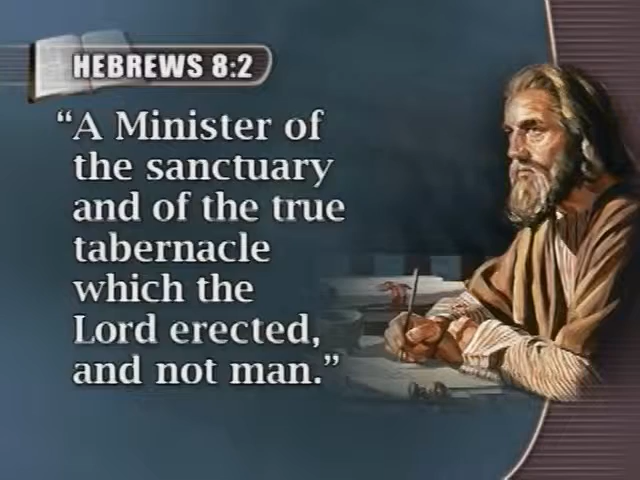 HEBREWS 8:2
“A Minister of
the sanctuary
and of the true
tabernacle
which the
Lord erected,
and not man.”